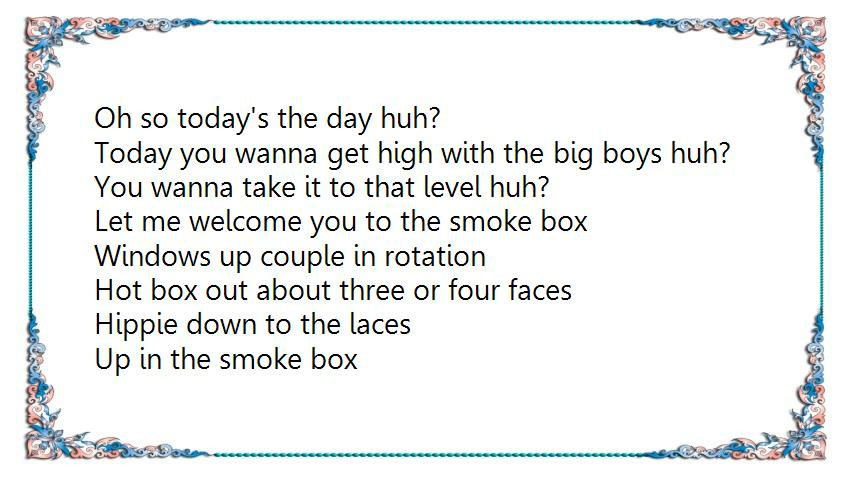 Oh so today's the day huh?
Today you wanna get high with the big boys huh?
You wanna take it to that level huh?
Let me welcome you to the smoke box
Windows up couple in rotation
Hot box out about three or four faces
Hippie down to the laces
Up in the smoke box